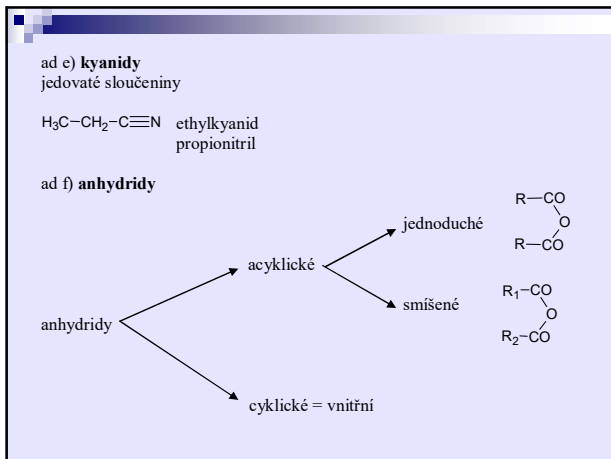 ad e) kyanidy
jedovaté sloučeniny
H₃C–CH₂–C≡N
ethylkyanid
propionitril
ad f) anhydridy
jednoduché
R–CO
O
R–CO
acyklické
smíšené
R₁–CO
O
R₂–CO
anhydridy
cyklické = vnitřní